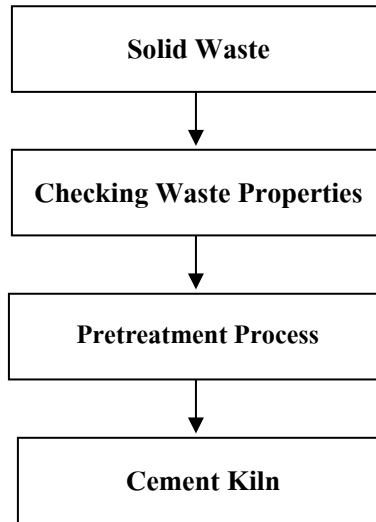 Solid Waste
Checking Waste Properties
Pretreatment Process
Cement Kiln